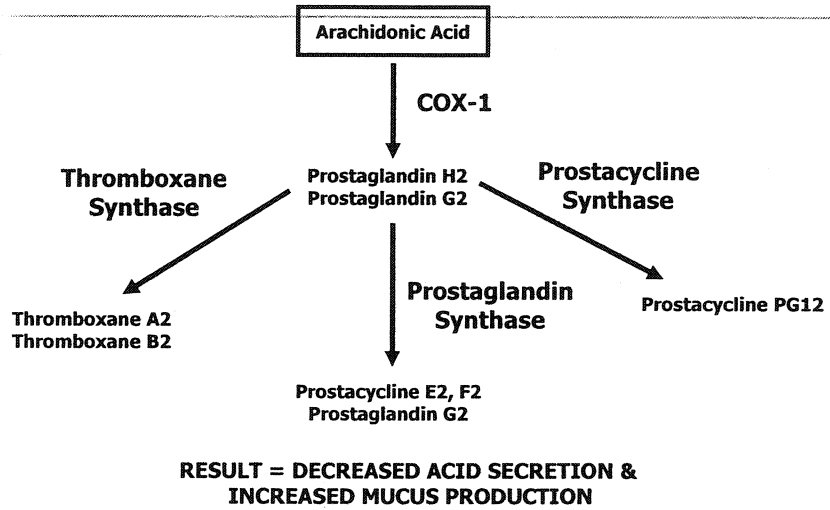 Arachidonic Acid
COX-1
Thromboxane
Synthase
Prostaglandin H2
Prostaglandin G2
Prostacycline
Synthase
Prostaglandin
Synthase
Thromboxane A2
Thromboxane B2
Prostacycline PG12
Prostacycline E2, F2
Prostaglandin G2
RESULT = DECREASED ACID SECRETION &
INCREASED MUCUS PRODUCTION